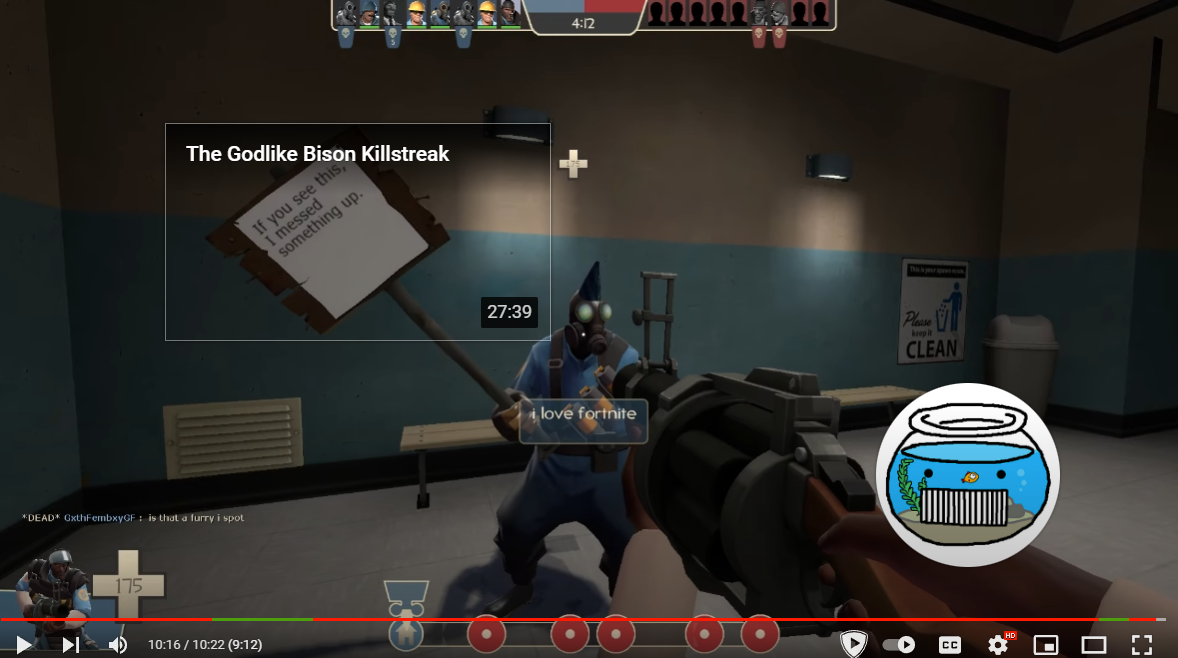 4:12
The Godlike Bison Killstreak
If you see this,
I messed
something up.
175
27:39
This is your spawn room.
Please
keep it
CLEAN
i love fortnite
*DEAD* GxthFembxyGF : is that a furry i spot
175
10:16 / 10:22 (9:12)
CC
HD